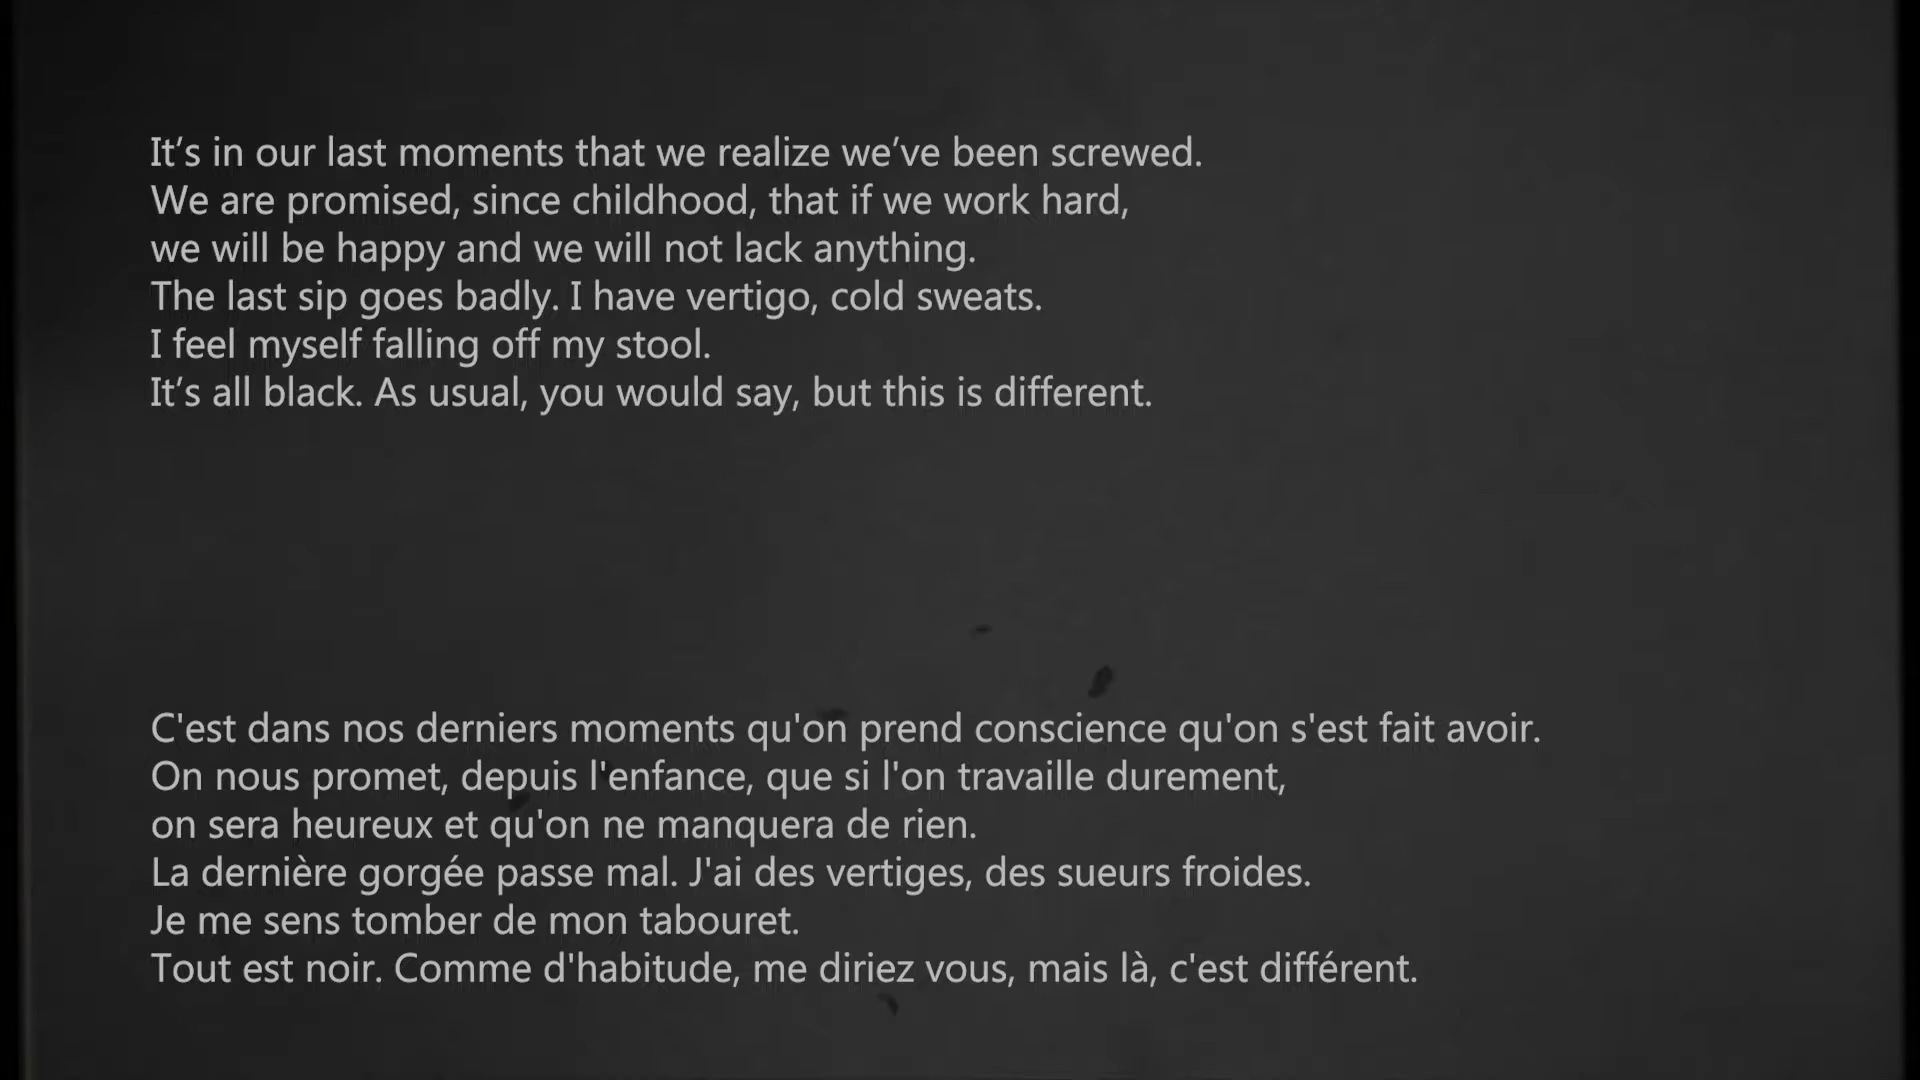 It’s in our last moments that we realize we’ve been screwed.
We are promised, since childhood, that if we work hard,
we will be happy and we will not lack anything.
The last sip goes badly. I have vertigo, cold sweats.
I feel myself falling off my stool.
It’s all black. As usual, you would say, but this is different.
C'est dans nos derniers moments qu'on prend conscience qu'on s'est fait avoir.
On nous promet, depuis l'enfance, que si l'on travaille durement,
on sera heureux et qu'on ne manquera de rien.
La dernière gorgée passe mal. J'ai des vertiges, des sueurs froides.
Je me sens tomber de mon tabouret.
Tout est noir. Comme d'habitude, me diriez vous, mais là, c'est différent.